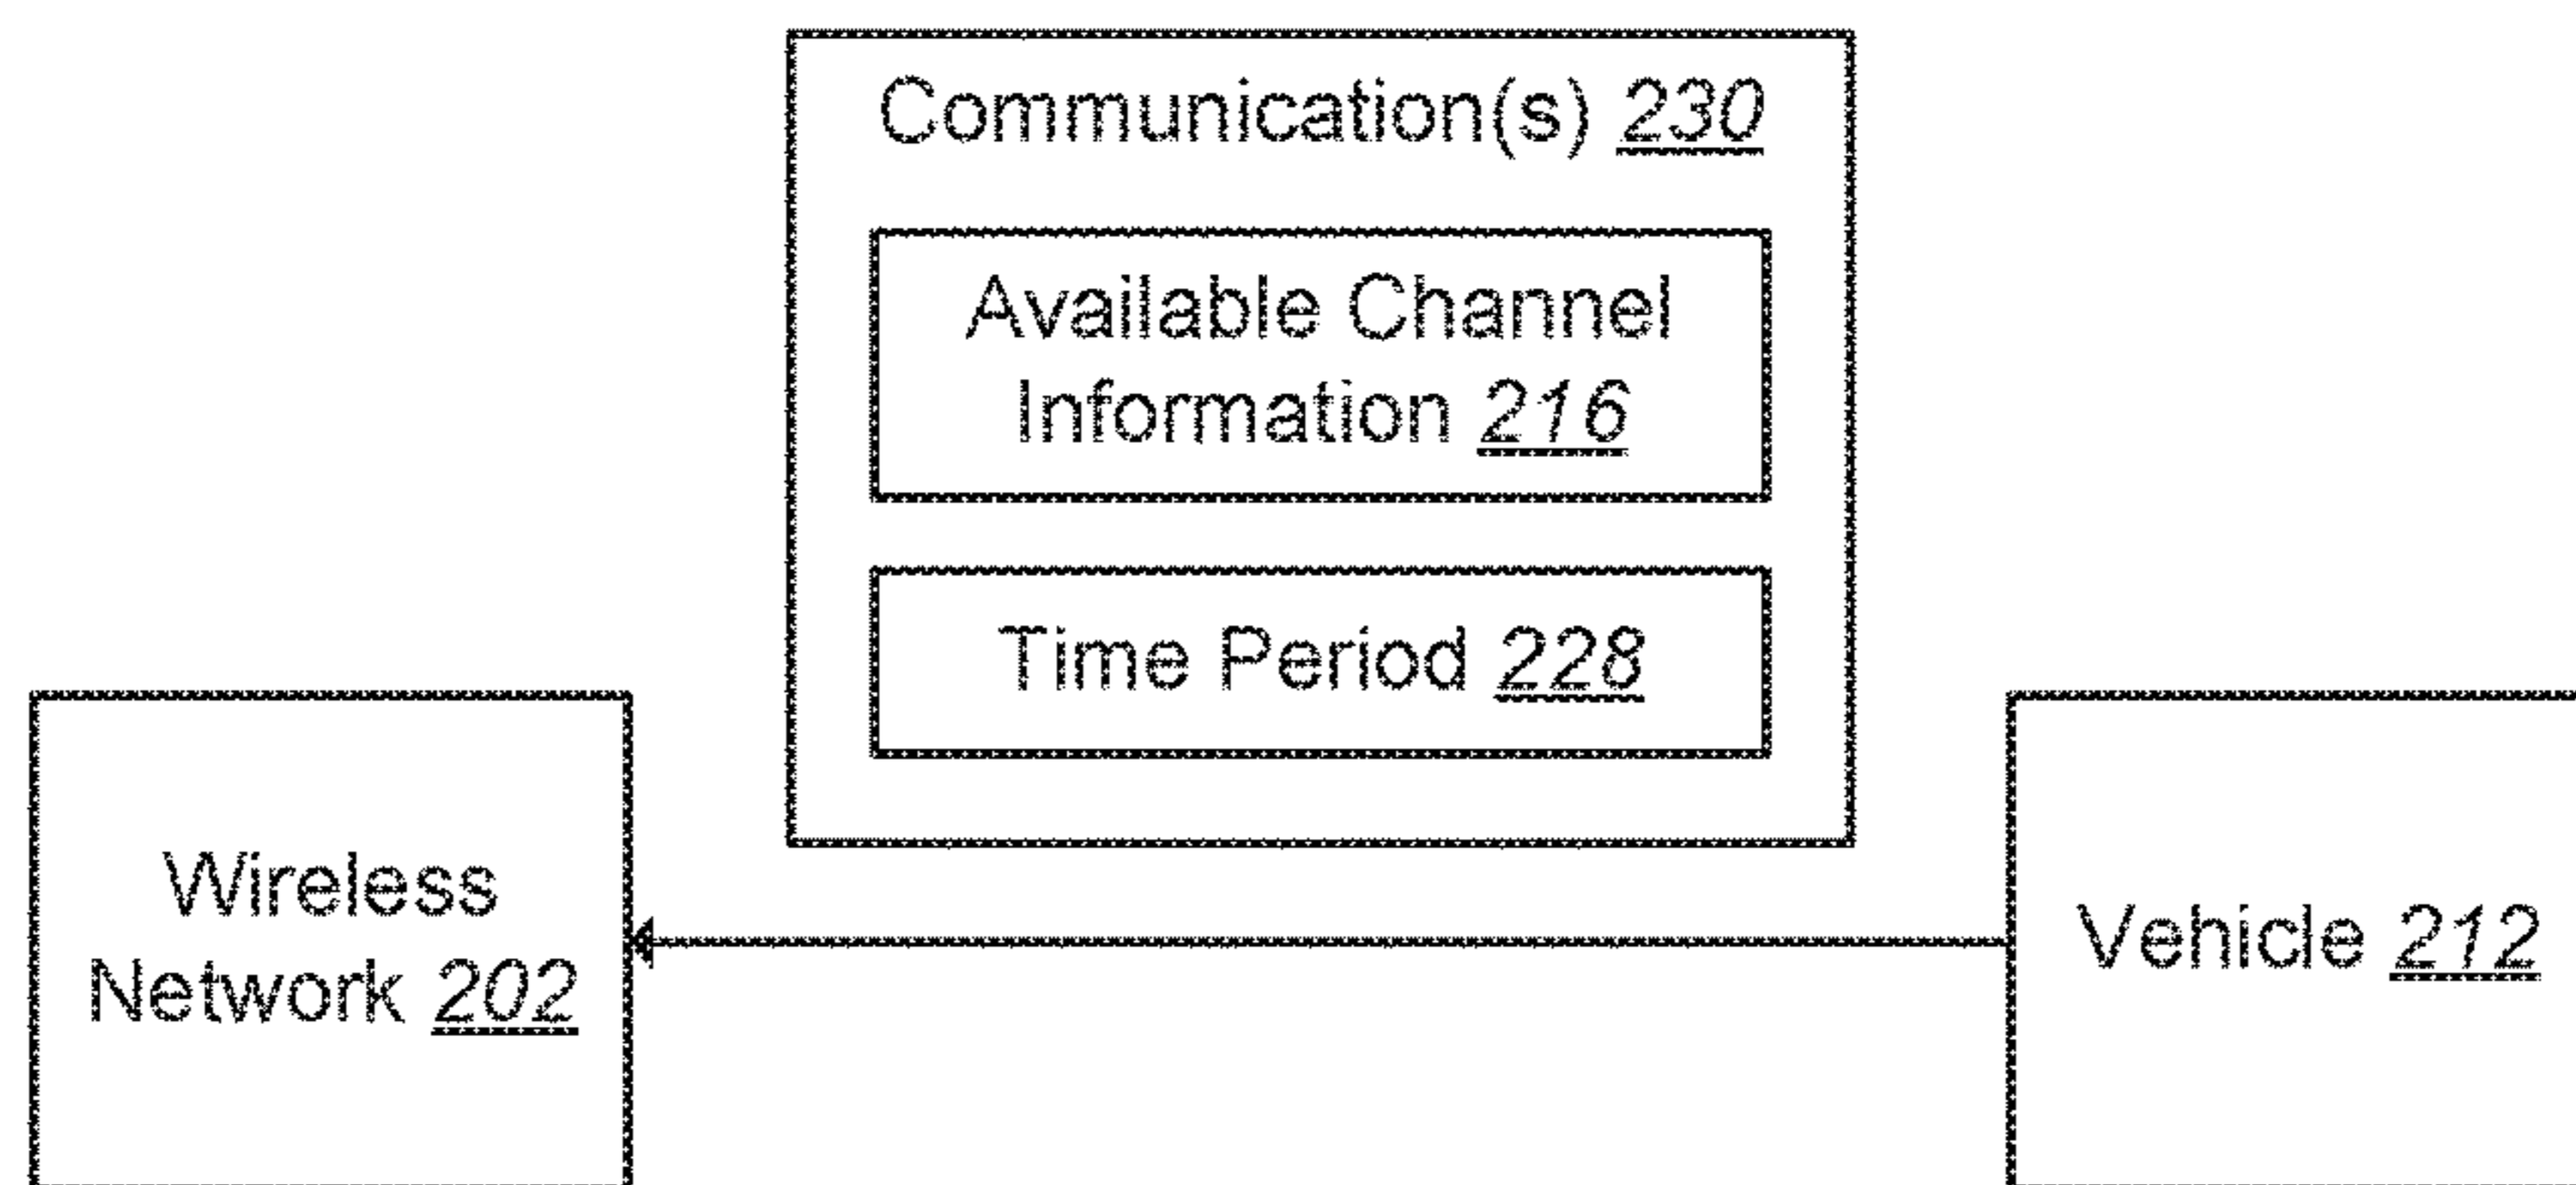 Communication(s) 230
Available Channel
Information 216
Time Period 228
Wireless
Network 202
Vehicle 212